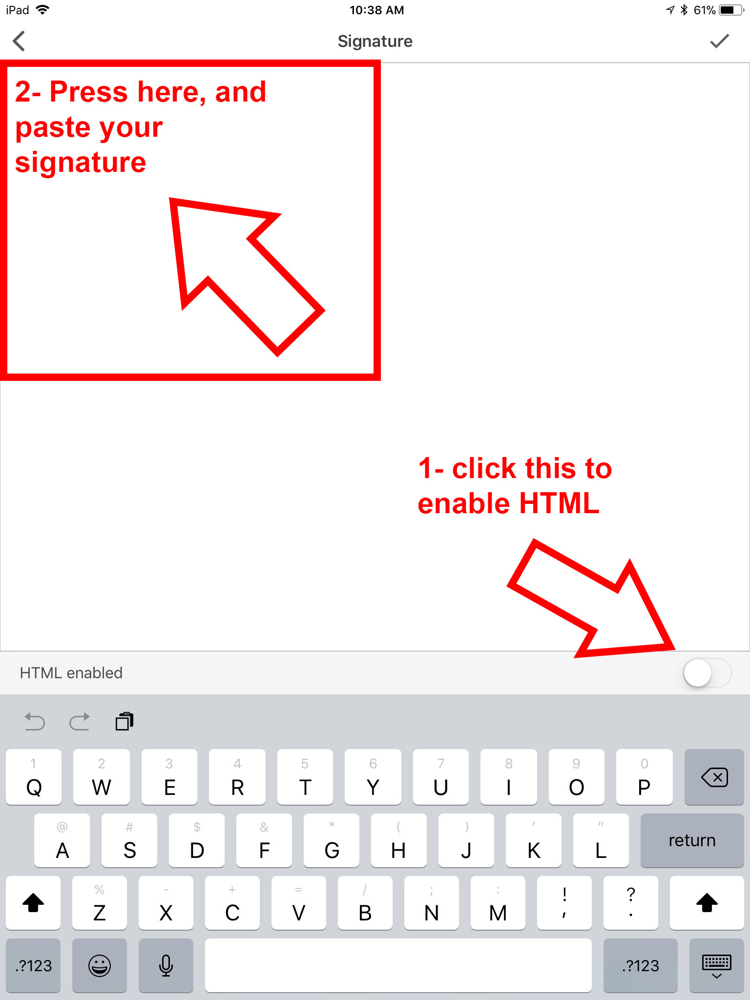 iPad 10:38 AM 61%
Signature
2- Press here, and
paste your
signature
1- click this to
enable HTML
HTML enabled
1 2 3 4 5 6 7 8 9 0
Q W E R T Y U I O P
@ # $ & * ( ) ' "
A S D F G H J K L return
% - + = / ; : ! ?
Z X C V B N M , .
.?123 .?123